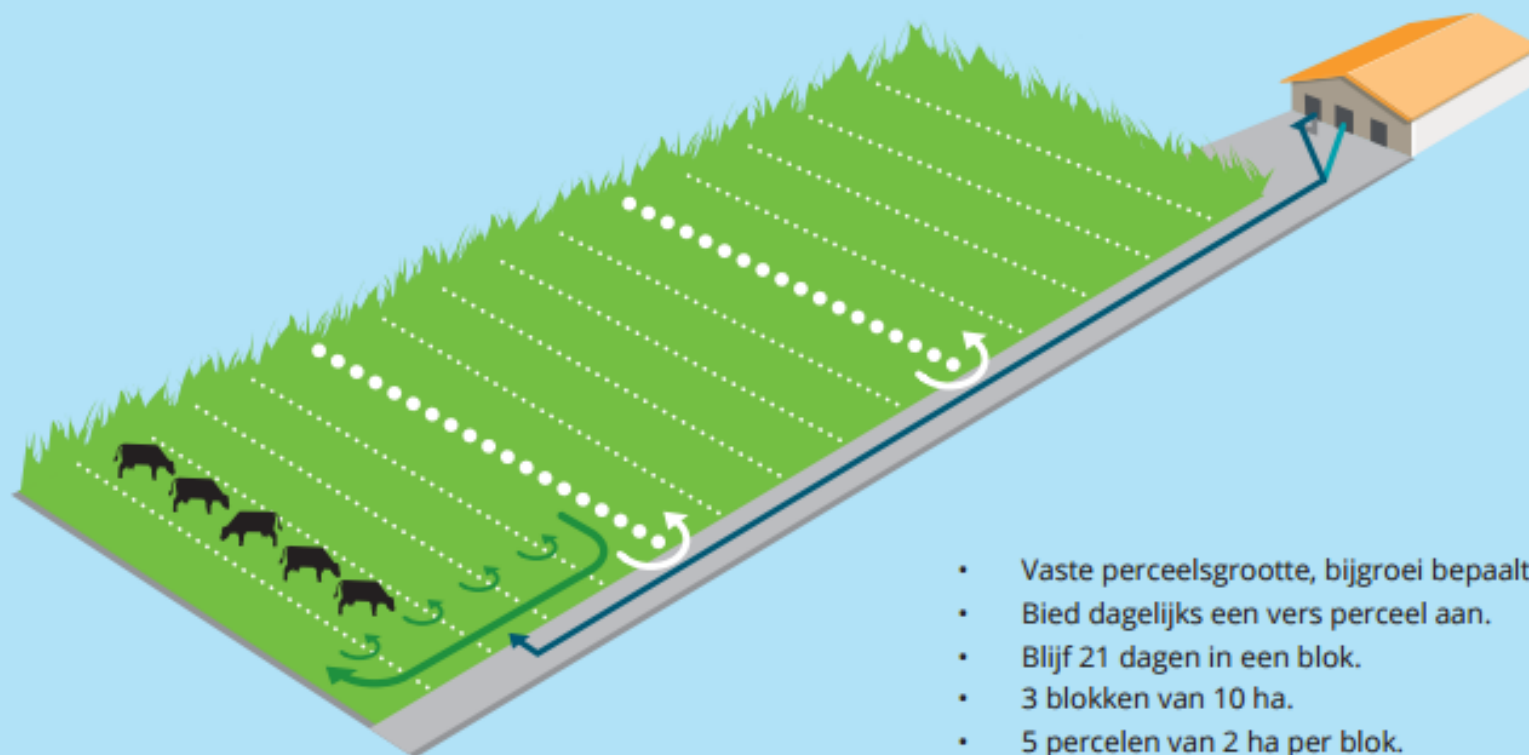 • Vaste perceelsgrootte, bijgroei bepaalt
• Bied dagelijks een vers perceel aan.
• Blijf 21 dagen in een blok.
• 3 blokken van 10 ha.
• 5 percelen van 2 ha per blok.